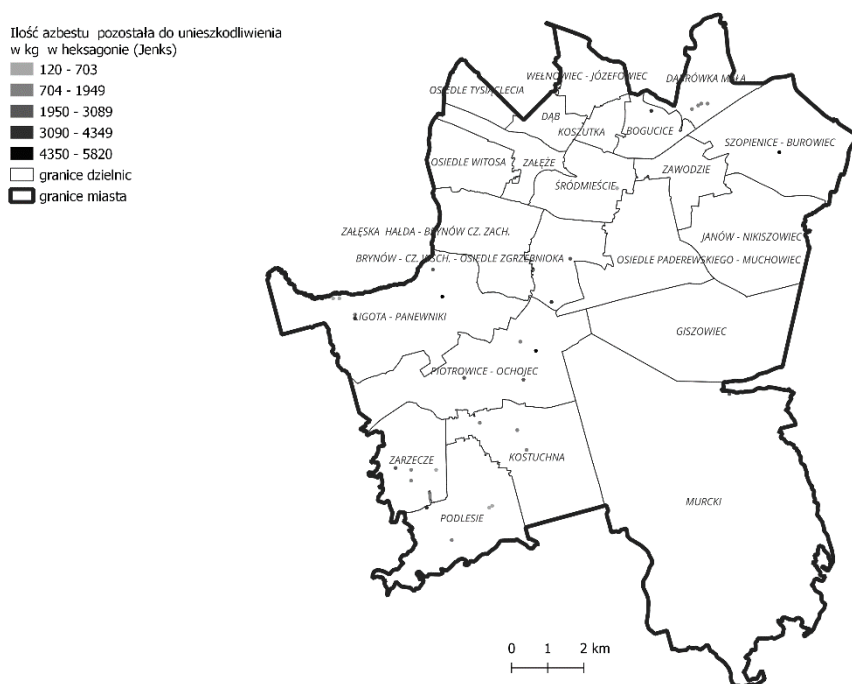 Ilość azbestu pozostała do unieszkodliwienia
w kg w heksagonie (Jenks)
120 - 703
704 - 1949
1950 - 3089
3090 - 4349
4350 - 5820
granice dzielnic
granice miasta
WEŁNOWIEC - JÓZEFOWIEC
DĄBRÓWKA MAŁA
OSIEDLE TYSIĄCLECIA
DĄB
KOSZUTKA
BOGUCICE
SZOPIENICE - BUROWIEC
OSIEDLE WITOSA
ZAŁĘŻE
ZAWODZIE
ŚRÓDMIEŚCIE
ZAŁĘSKA HAŁDA - BRYNÓW CZ. ZACH.
JANÓW - NIKISZOWIEC
BRYNÓW - CZ. WSCH. - OSIEDLE ZGRZEBNIOKA
OSIEDLE PADEREWSKIEGO - MUCHOWIEC
LIGOTA - PANEWNIKI
GISZOWIEC
PIOTROWICE - OCHOJEC
ZARZECZE
KOSTUCHNA
MURCKI
PODLESIE
0 1 2 km